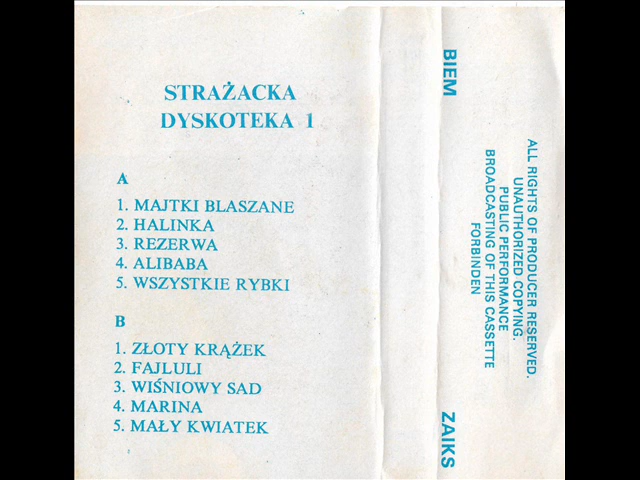 STRAŻACKA
DYSKOTEKA 1
A
1. MAJTKI BLASZANE
2. HALINKA
3. REZERWA
4. ALIBABA
5. WSZYSTKIE RYBKI
B
1. ZŁOTY KRĄŻEK
2. FAJLULI
3. WIŚNIOWY SAD
4. MARINA
5. MAŁY KWIATEK
BIEM
ZAIKS
ALL RIGHTS OF PRODUCER RESERVED.
UNAUTHORIZED COPYING.
PUBLIC PERFORMANCE
BROADCASTING OF THIS CASSETTE
FORBINDEN